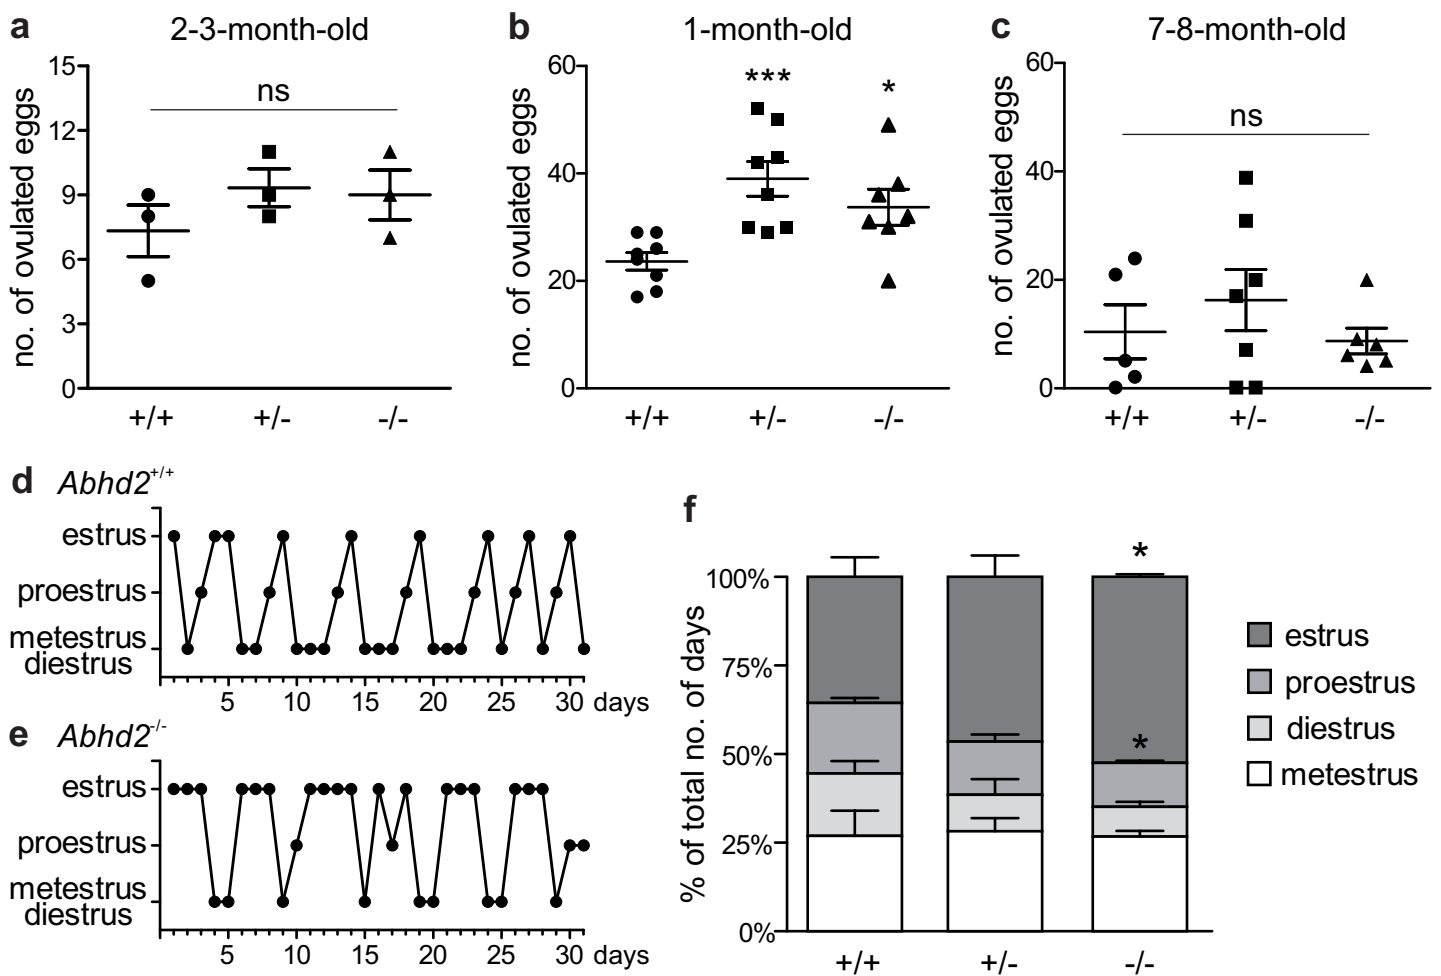 a 2-3-month-old
no. of ovulated eggs
15
12
9
6
3
0
ns
+/+ +/- -/-
b 1-month-old
no. of ovulated eggs
60
40
20
0
*** *
+/+ +/- -/-
c 7-8-month-old
no. of ovulated eggs
60
40
20
0
ns
+/+ +/- -/-
d Abhd2+/+
estrus
proestrus
metestrus
diestrus
5 10 15 20 25 30 days
e Abhd2-/-
estrus
proestrus
metestrus
diestrus
5 10 15 20 25 30 days
f
% of total no. of days
100%
75%
50%
25%
0%
*
*
+/+ +/- -/-
estrus
proestrus
diestrus
metestrus